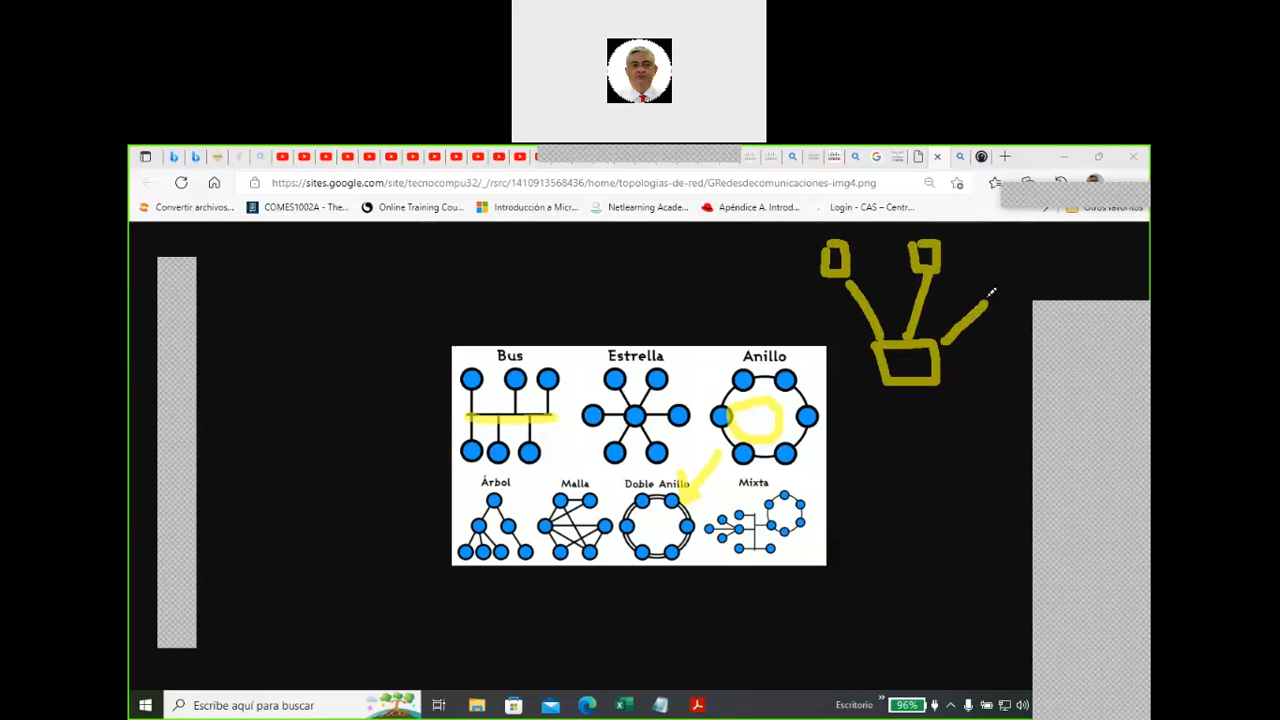 https://sites.google.com/site/tecnocompu32/_/rsrc/1410913568436/home/topologias-de-red/GRedesdecomunicaciones-img4.png
Convertir archivos...
COMES1002A - The...
Online Training Cou...
Introducción a Micr...
Netlearning Acade...
Apéndice A. Introd...
Login - CAS – Centr...
Otros favoritos
Bus
Estrella
Anillo
Árbol
Malla
Doble Anillo
Mixta
Escribe aquí para buscar
Escritorio
96%